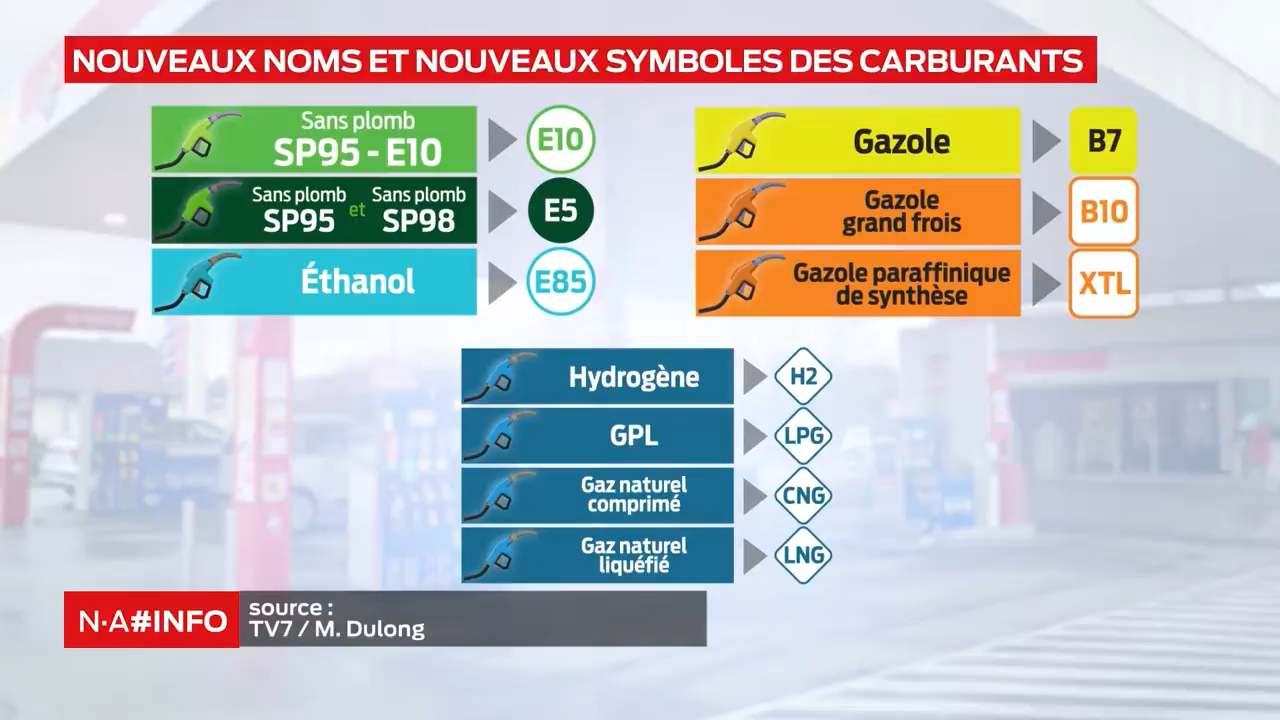 NOUVEAUX NOMS ET NOUVEAUX SYMBOLES DES CARBURANTS
Sans plomb
SP95 - E10
E10
Sans plomb
SP95
et
Sans plomb
SP98
E5
Éthanol
E85
Gazole
B7
Gazole
grand frois
B10
Gazole paraffinique
de synthèse
XTL
Hydrogène
H2
GPL
LPG
Gaz naturel
comprimé
CNG
Gaz naturel
liquéfié
LNG
N·A#INFO
source :
TV7 / M. Dulong